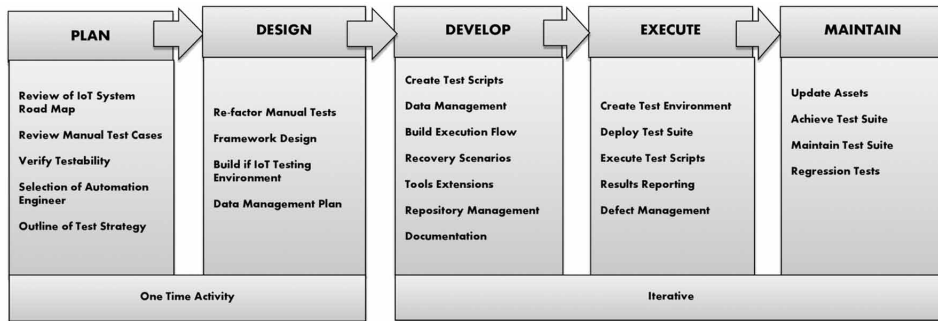 PLAN
DESIGN
DEVELOP
EXECUTE
MAINTAIN
Review of IoT System
Road Map
Review Manual Test Cases
Verify Testability
Selection of Automation
Engineer
Outline of Test Strategy
Re-factor Manual Tests
Framework Design
Build if IoT Testing
Environment
Data Management Plan
Create Test Scripts
Data Management
Build Execution Flow
Recovery Scenarios
Tools Extensions
Repository Management
Documentation
Create Test Environment
Deploy Test Suite
Execute Test Scripts
Results Reporting
Defect Management
Update Assets
Achieve Test Suite
Maintain Test Suite
Regression Tests
One Time Activity
Iterative